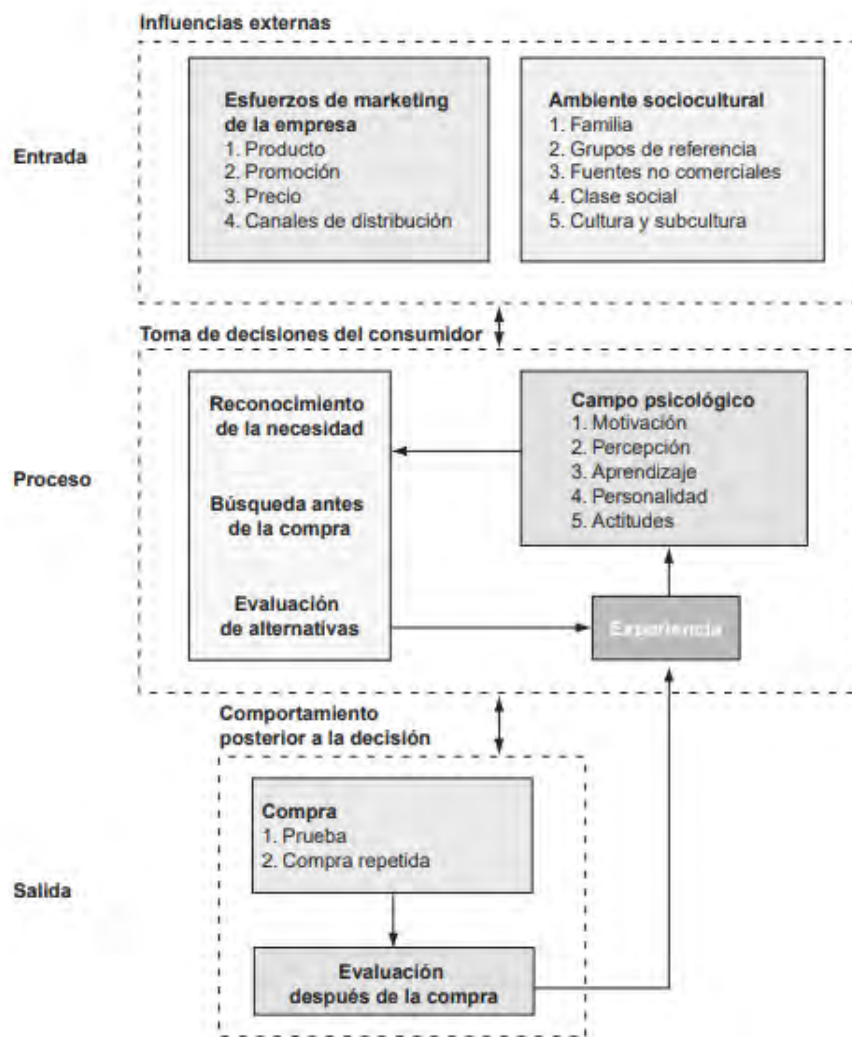 Influencias externas
Esfuerzos de marketing
de la empresa
1. Producto
2. Promoción
3. Precio
4. Canales de distribución
Ambiente sociocultural
1. Familia
2. Grupos de referencia
3. Fuentes no comerciales
4. Clase social
5. Cultura y subcultura
Entrada
Toma de decisiones del consumidor
Reconocimiento
de la necesidad
Búsqueda antes
de la compra
Evaluación
de alternativas
Campo psicológico
1. Motivación
2. Percepción
3. Aprendizaje
4. Personalidad
5. Actitudes
Experiencia
Proceso
Comportamiento
posterior a la decisión
Compra
1. Prueba
2. Compra repetida
Salida
Evaluación
después de la compra